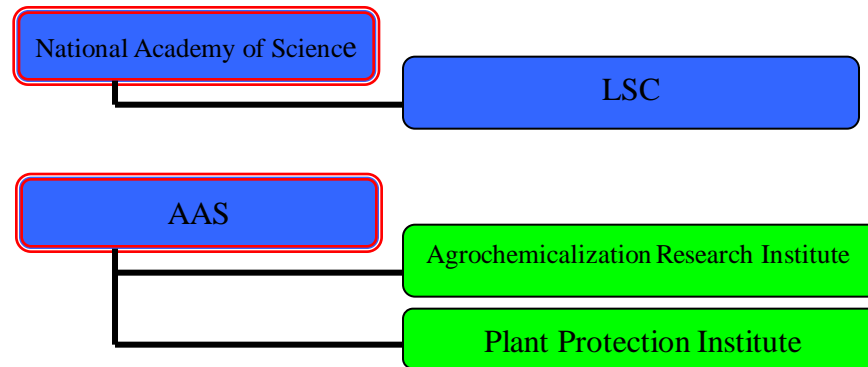 National Academy of Science
LSC
AAS
Agrochemicalization Research Institute
Plant Protection Institute